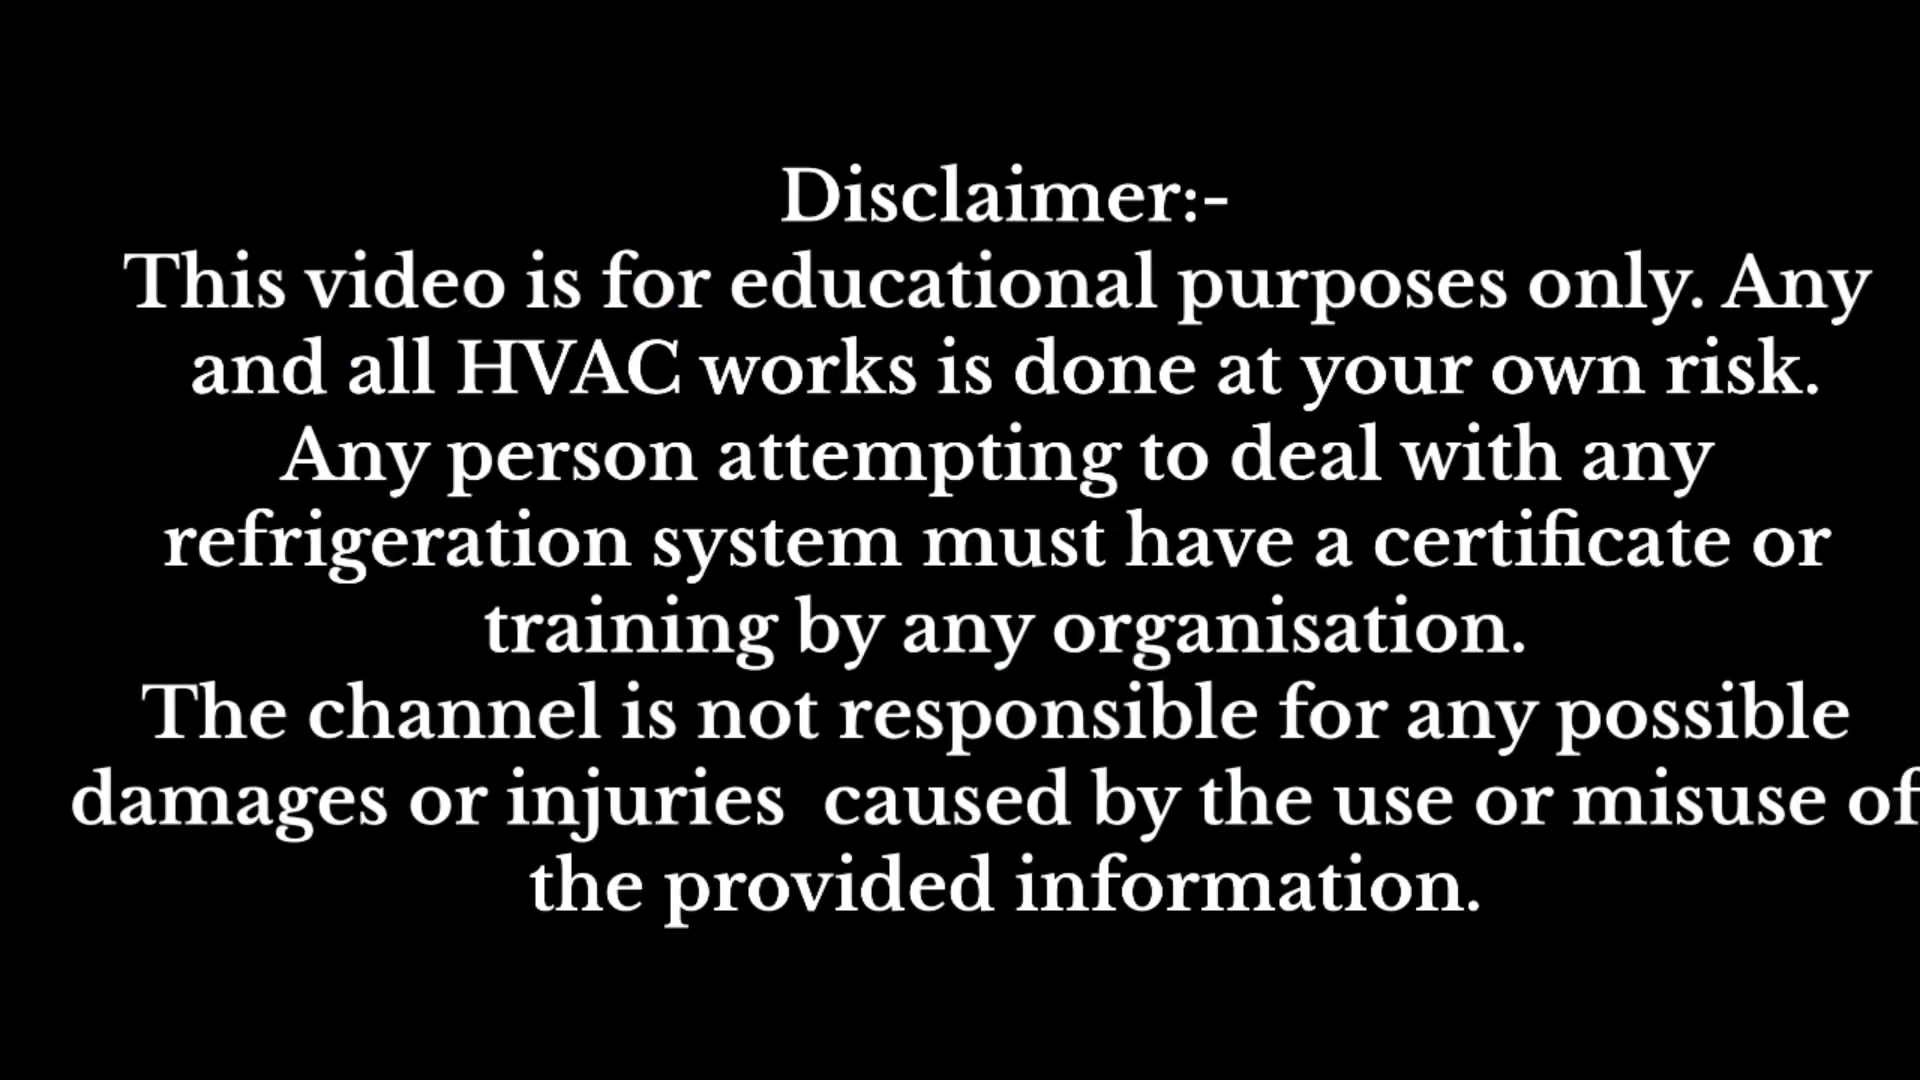 Disclaimer:-
This video is for educational purposes only. Any
and all HVAC works is done at your own risk.
Any person attempting to deal with any
refrigeration system must have a certificate or
training by any organisation.
The channel is not responsible for any possible
damages or injuries  caused by the use or misuse of
the provided information.